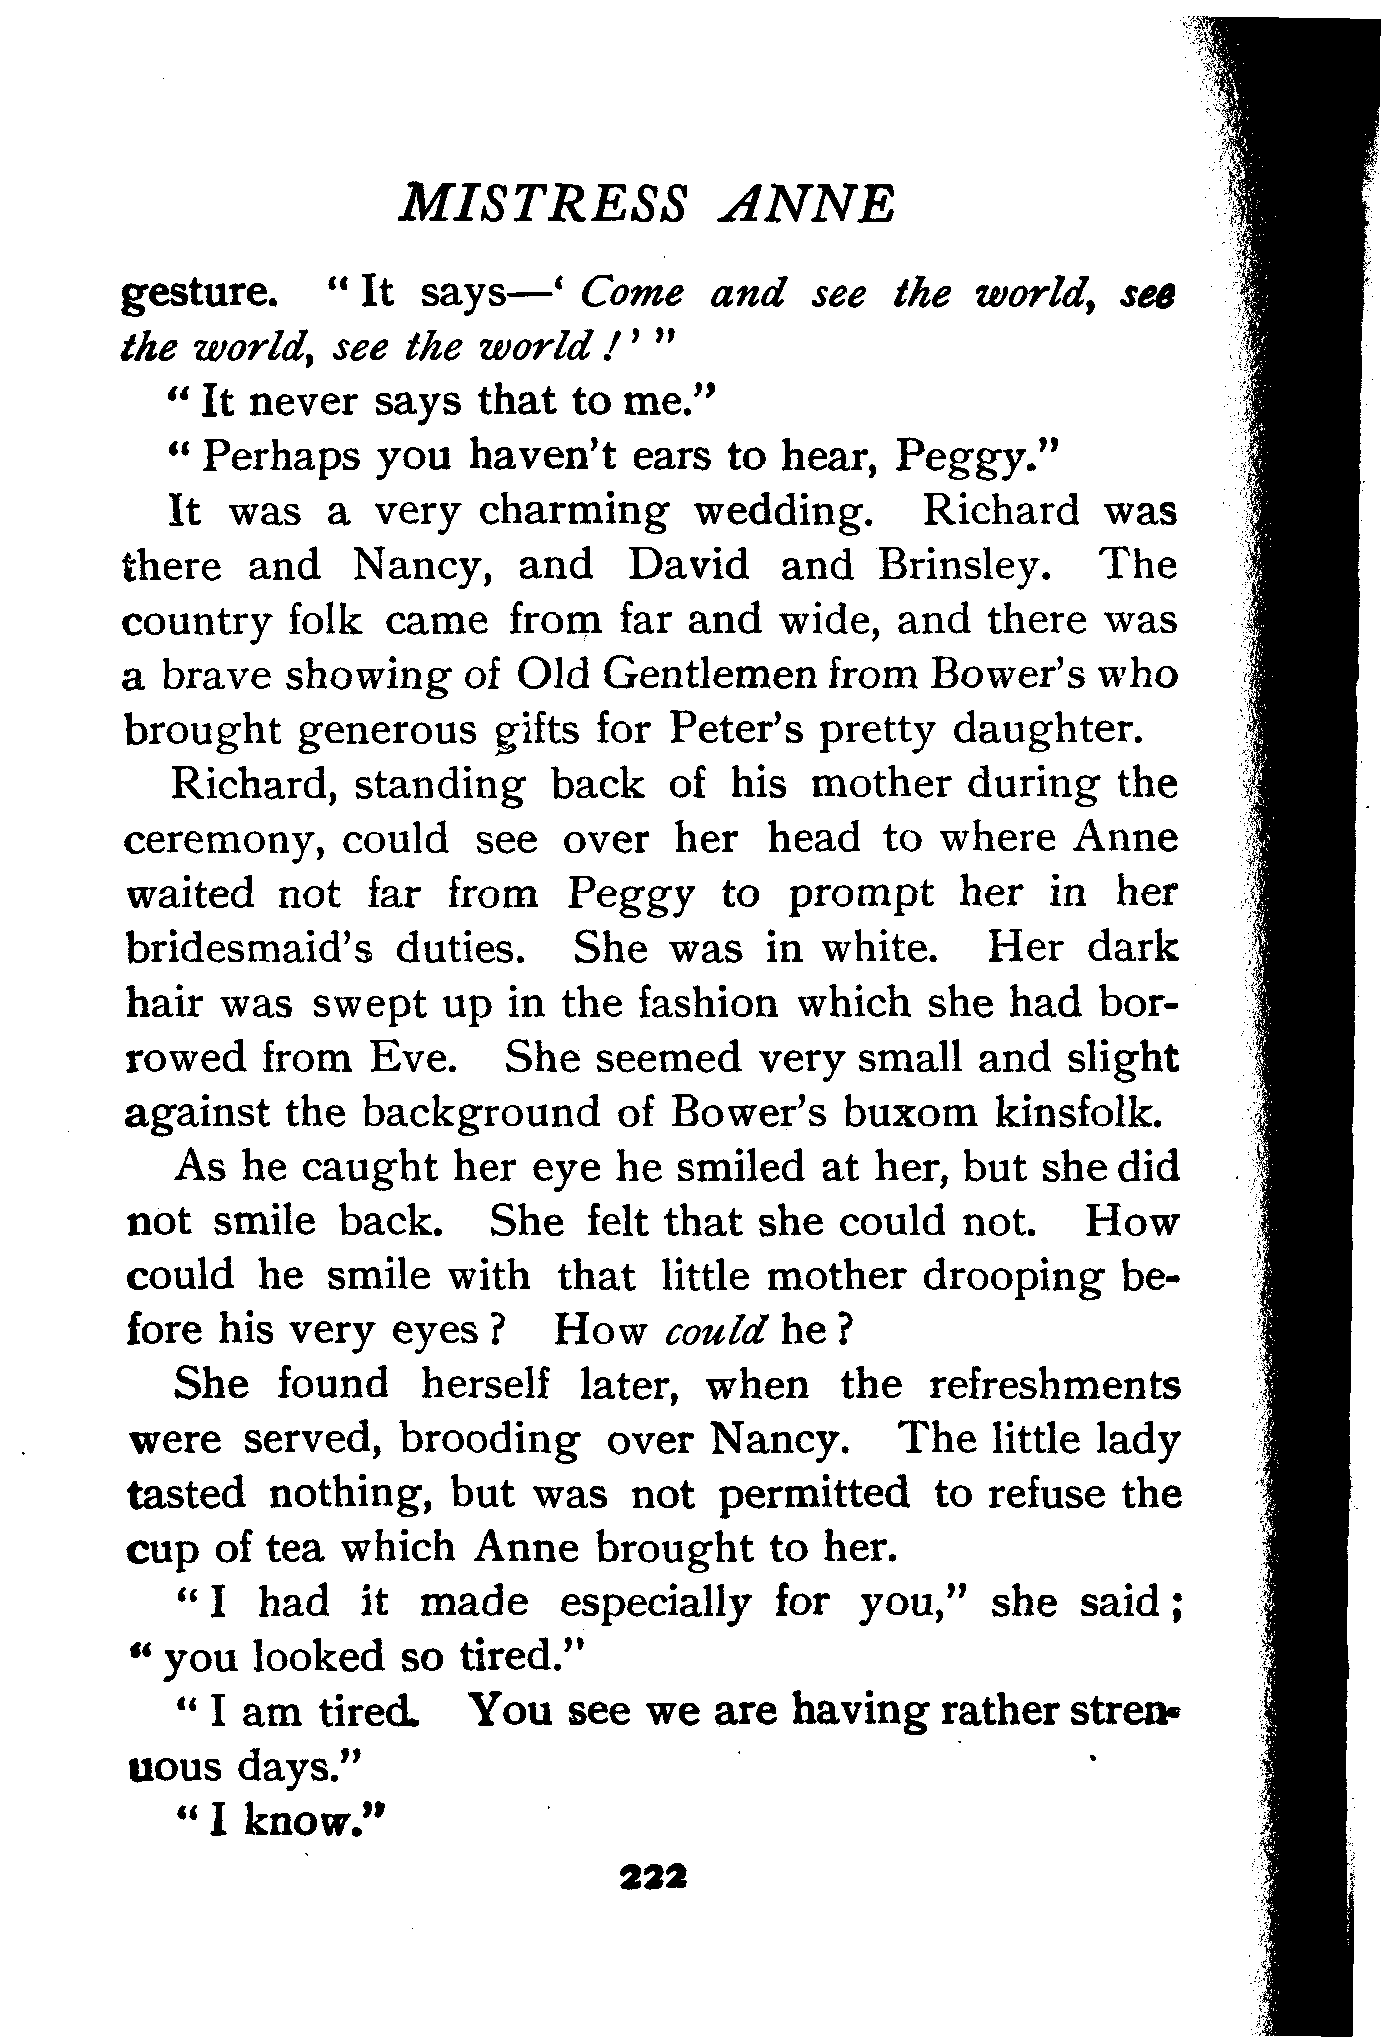 MISTRESS ANNE
gesture. “ It says—‘ Come and see the world, see
the world, see the world ! ’ ”
“ It never says that to me.”
“ Perhaps you haven’t ears to hear, Peggy.”
It was a very charming wedding. Richard was
there and Nancy, and David and Brinsley. The
country folk came from far and wide, and there was
a brave showing of Old Gentlemen from Bower’s who
brought generous gifts for Peter’s pretty daughter.
Richard, standing back of his mother during the
ceremony, could see over her head to where Anne
waited not far from Peggy to prompt her in her
bridesmaid’s duties. She was in white. Her dark
hair was swept up in the fashion which she had bor-
rowed from Eve. She seemed very small and slight
against the background of Bower’s buxom kinsfolk.
As he caught her eye he smiled at her, but she did
not smile back. She felt that she could not. How
could he smile with that little mother drooping be-
fore his very eyes ? How could he ?
She found herself later, when the refreshments
were served, brooding over Nancy. The little lady
tasted nothing, but was not permitted to refuse the
cup of tea which Anne brought to her.
“ I had it made especially for you,” she said ;
“ you looked so tired.”
“ I am tired. You see we are having rather stren-
uous days.”
“ I know.”
222